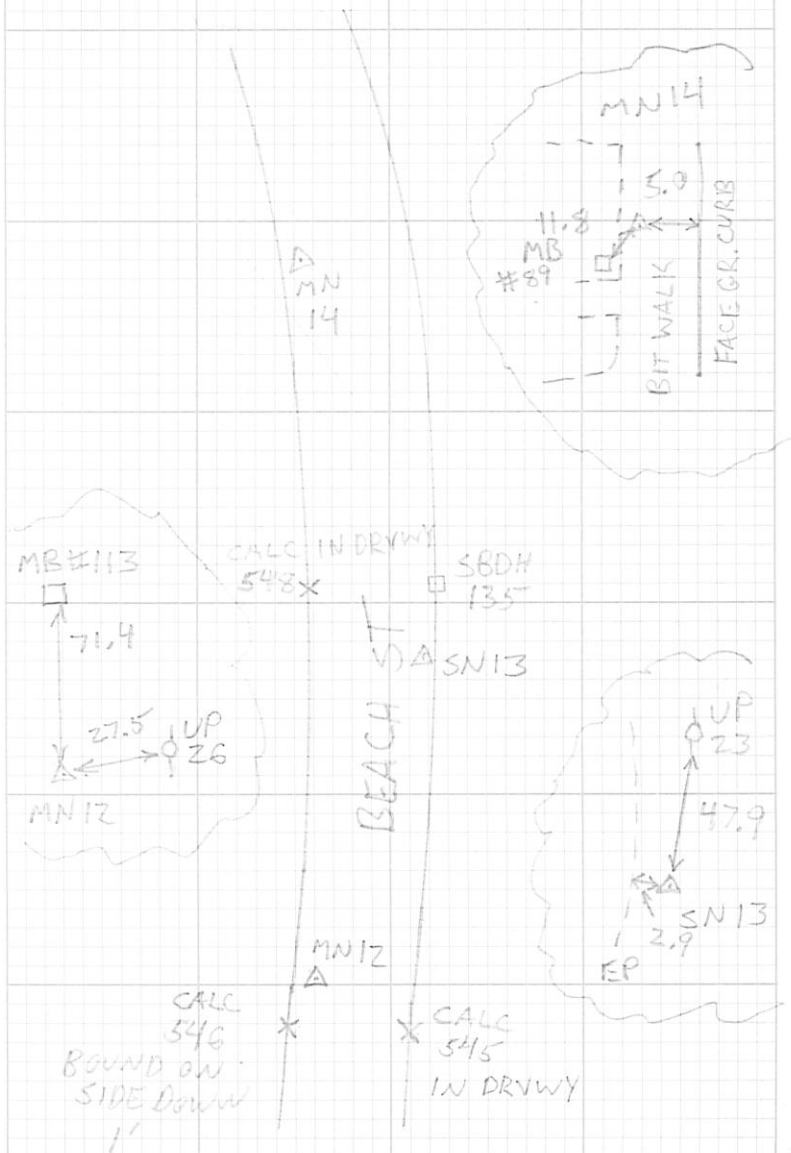 MN14
5.0
11.8
MB
#89
BIT WALK
FACE GR. CURB
MN
14
CALC IN DRVWY
548
SBDH
135
MB#113
71.4
27.5
UP
26
MN12
BEACH ST
SN13
UP
23
47.9
SN13
2.9
EP
MN12
CALC
546
BOUND ON
SIDE DOWN
1'
CALC
545
IN DRVWY